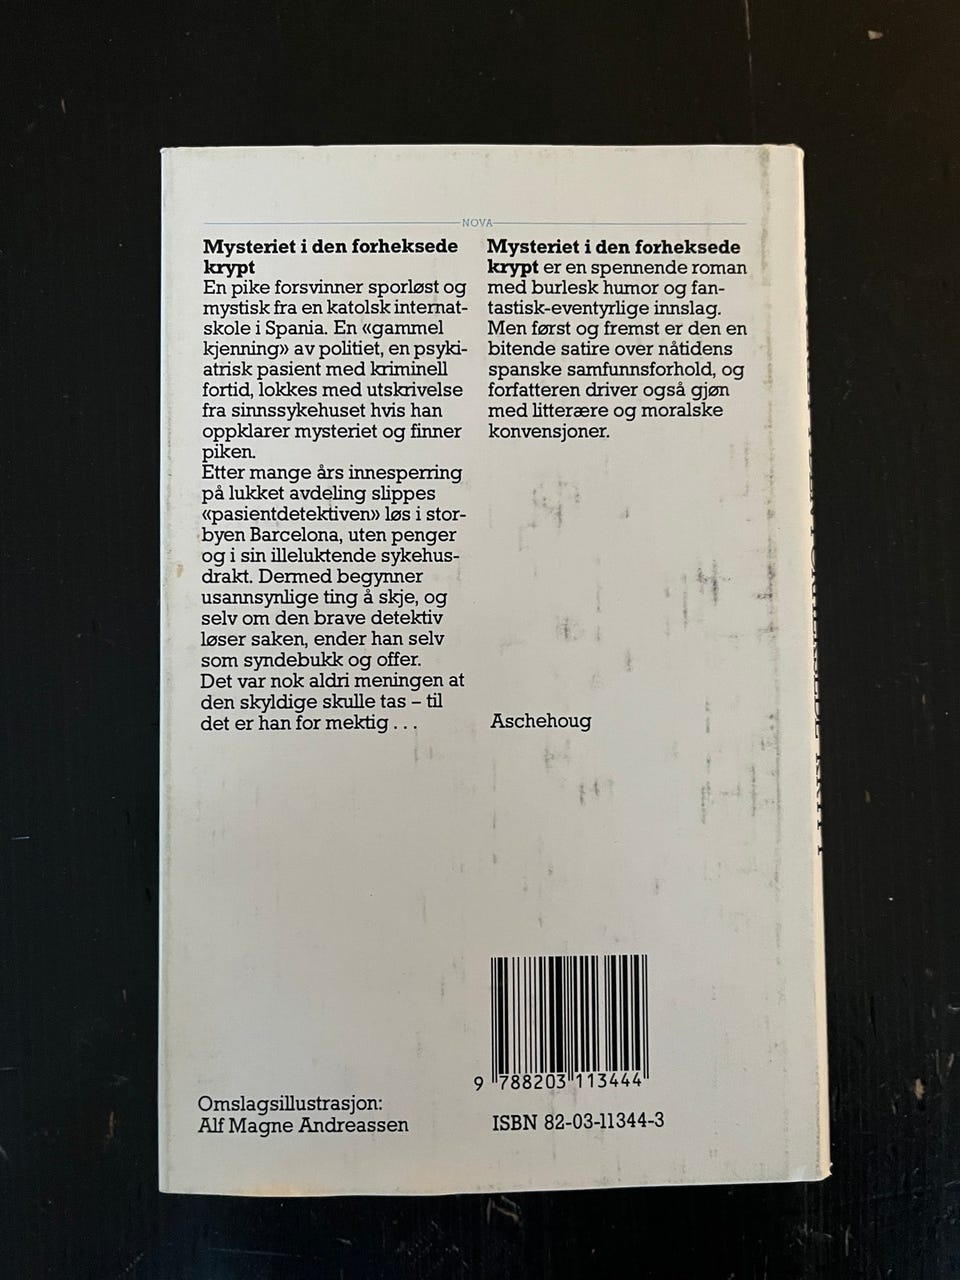 NOVA
Mysteriet i den forheksede
krypt
En pike forsvinner sporløst og
mystisk fra en katolsk internat-
skole i Spania. En «gammel
kjenning» av politiet, en psyki-
atrisk pasient med kriminell
fortid, lokkes med utskrivelse
fra sinnssykehuset hvis han
oppklarer mysteriet og finner
piken.
Etter mange års innesperring
på lukket avdeling slippes
«pasientdetektiven» løs i stor-
byen Barcelona, uten penger
og i sin illeluktende sykehus-
drakt. Dermed begynner
usannsynlige ting å skje, og
selv om den brave detektiv
løser saken, ender han selv
som syndebukk og offer.
Det var nok aldri meningen at
den skyldige skulle tas – til
det er han for mektig . . .
Mysteriet i den forheksede
krypt er en spennende roman
med burlesk humor og fan-
tastisk-eventyrlige innslag.
Men først og fremst er den en
bitende satire over nåtidens
spanske samfunnsforhold, og
forfatteren driver også gjøn
med litterære og moralske
konvensjoner.
Aschehoug
9 788203 113444
Omslagsillustrasjon:
Alf Magne Andreassen
ISBN 82-03-11344-3